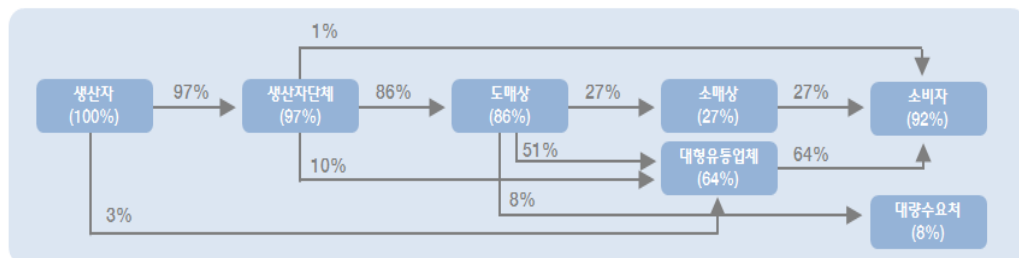 1%
생산자
(100%)
97%
생산자단체
(97%)
86%
도매상
(86%)
27%
소매상
(27%)
27%
소비자
(92%)
51%
대형유통업체
(64%)
64%
10%
3%
8%
대량수요처
(8%)